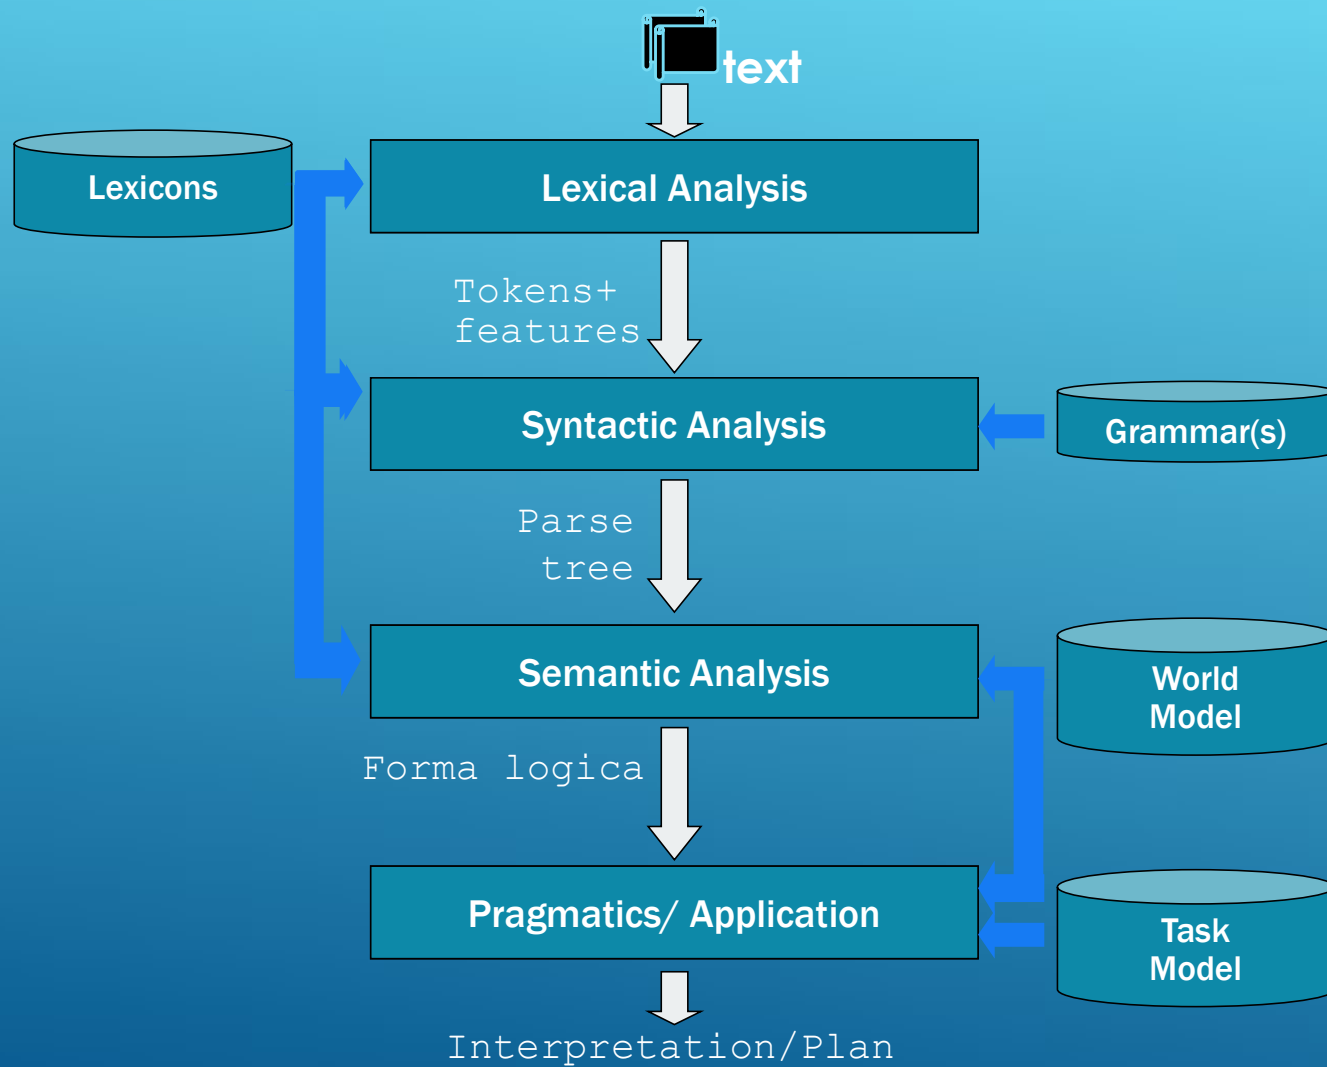 text
Lexicons
Lexical Analysis
Tokens+
features
Syntactic Analysis
Grammar(s)
Parse
tree
Semantic Analysis
World
Model
Forma logica
Pragmatics/ Application
Task
Model
Interpretation/Plan